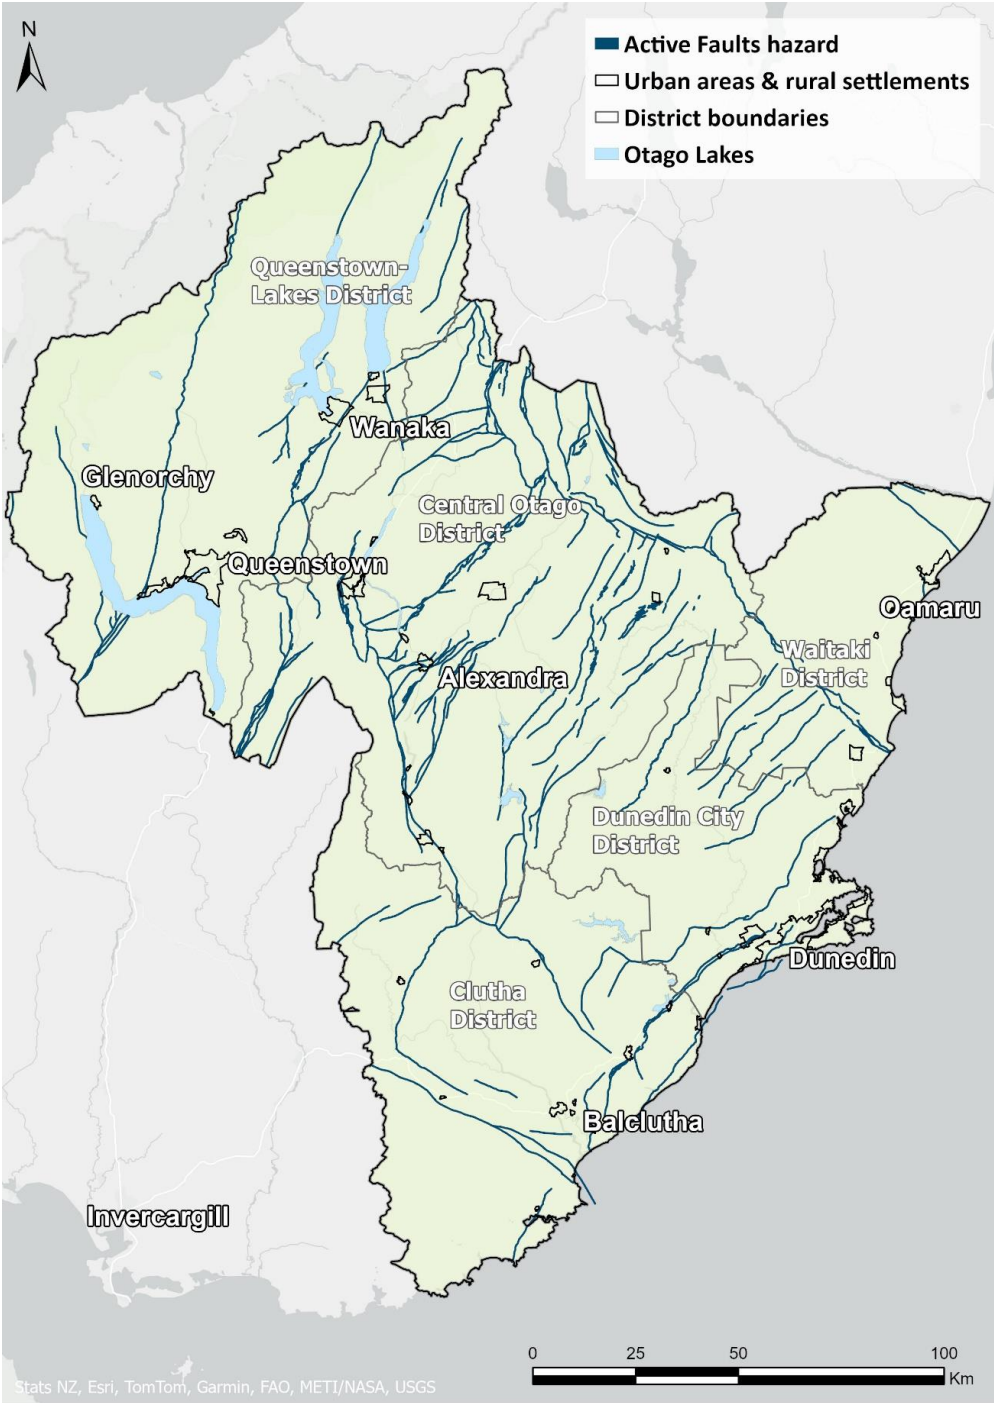 N
Active Faults hazard
Urban areas & rural settlements
District boundaries
Otago Lakes
Queenstown-
Lakes District
Wanaka
Glenorchy
Central Otago
District
Queenstown
Oamaru
Waitaki
District
Alexandra
Dunedin City
District
Dunedin
Clutha
District
Balclutha
Invercargill
0 25 50 100
Km
Stats NZ, Esri, TomTom, Garmin, FAO, METI/NASA, USGS